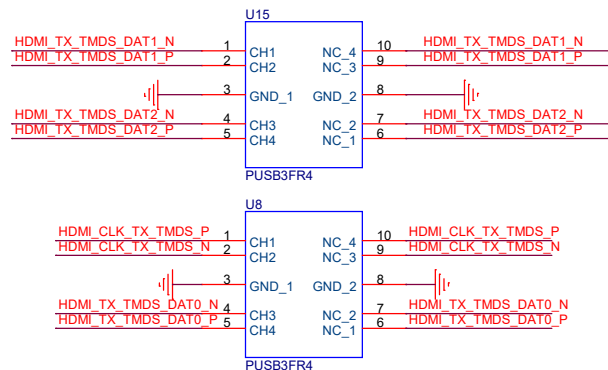 U15
HDMI_TX_TMDS_DAT1_N 1 CH1 NC_4 10 HDMI_TX_TMDS_DAT1_N
HDMI_TX_TMDS_DAT1_P 2 CH2 NC_3 9 HDMI_TX_TMDS_DAT1_P
3 GND_1 GND_2 8
HDMI_TX_TMDS_DAT2_N 4 CH3 NC_2 7 HDMI_TX_TMDS_DAT2_N
HDMI_TX_TMDS_DAT2_P 5 CH4 NC_1 6 HDMI_TX_TMDS_DAT2_P
PUSB3FR4
U8
HDMI_CLK_TX_TMDS_P 1 CH1 NC_4 10 HDMI_CLK_TX_TMDS_P
HDMI_CLK_TX_TMDS_N 2 CH2 NC_3 9 HDMI_CLK_TX_TMDS_N
3 GND_1 GND_2 8
HDMI_TX_TMDS_DAT0_N 4 CH3 NC_2 7 HDMI_TX_TMDS_DAT0_N
HDMI_TX_TMDS_DAT0_P 5 CH4 NC_1 6 HDMI_TX_TMDS_DAT0_P
PUSB3FR4